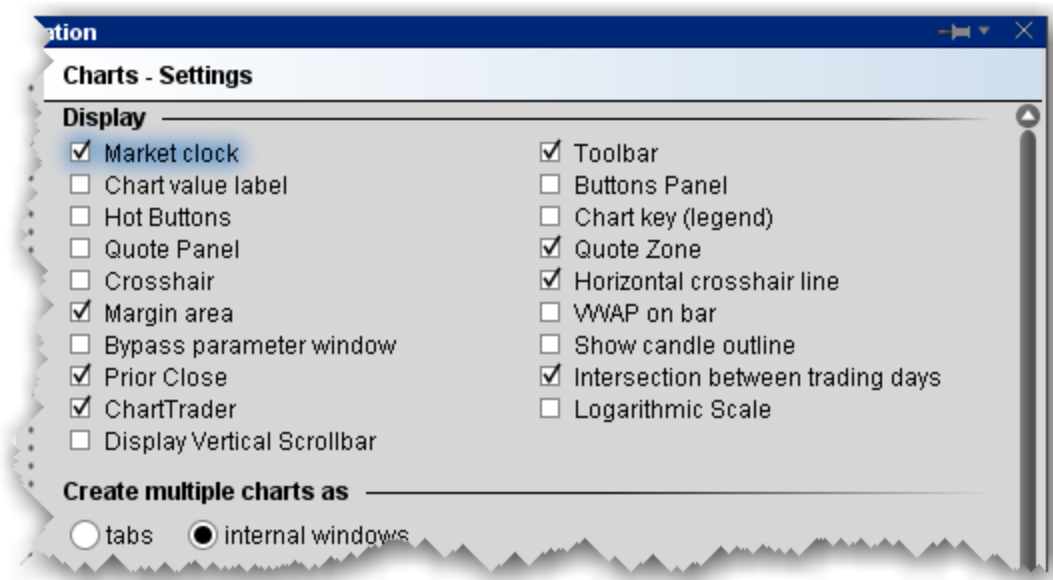 ation
Charts - Settings
Display
Market clock
Toolbar
Chart value label
Buttons Panel
Hot Buttons
Chart key (legend)
Quote Panel
Quote Zone
Crosshair
Horizontal crosshair line
Margin area
VWAP on bar
Bypass parameter window
Show candle outline
Prior Close
Intersection between trading days
ChartTrader
Logarithmic Scale
Display Vertical Scrollbar
Create multiple charts as
tabs internal windows